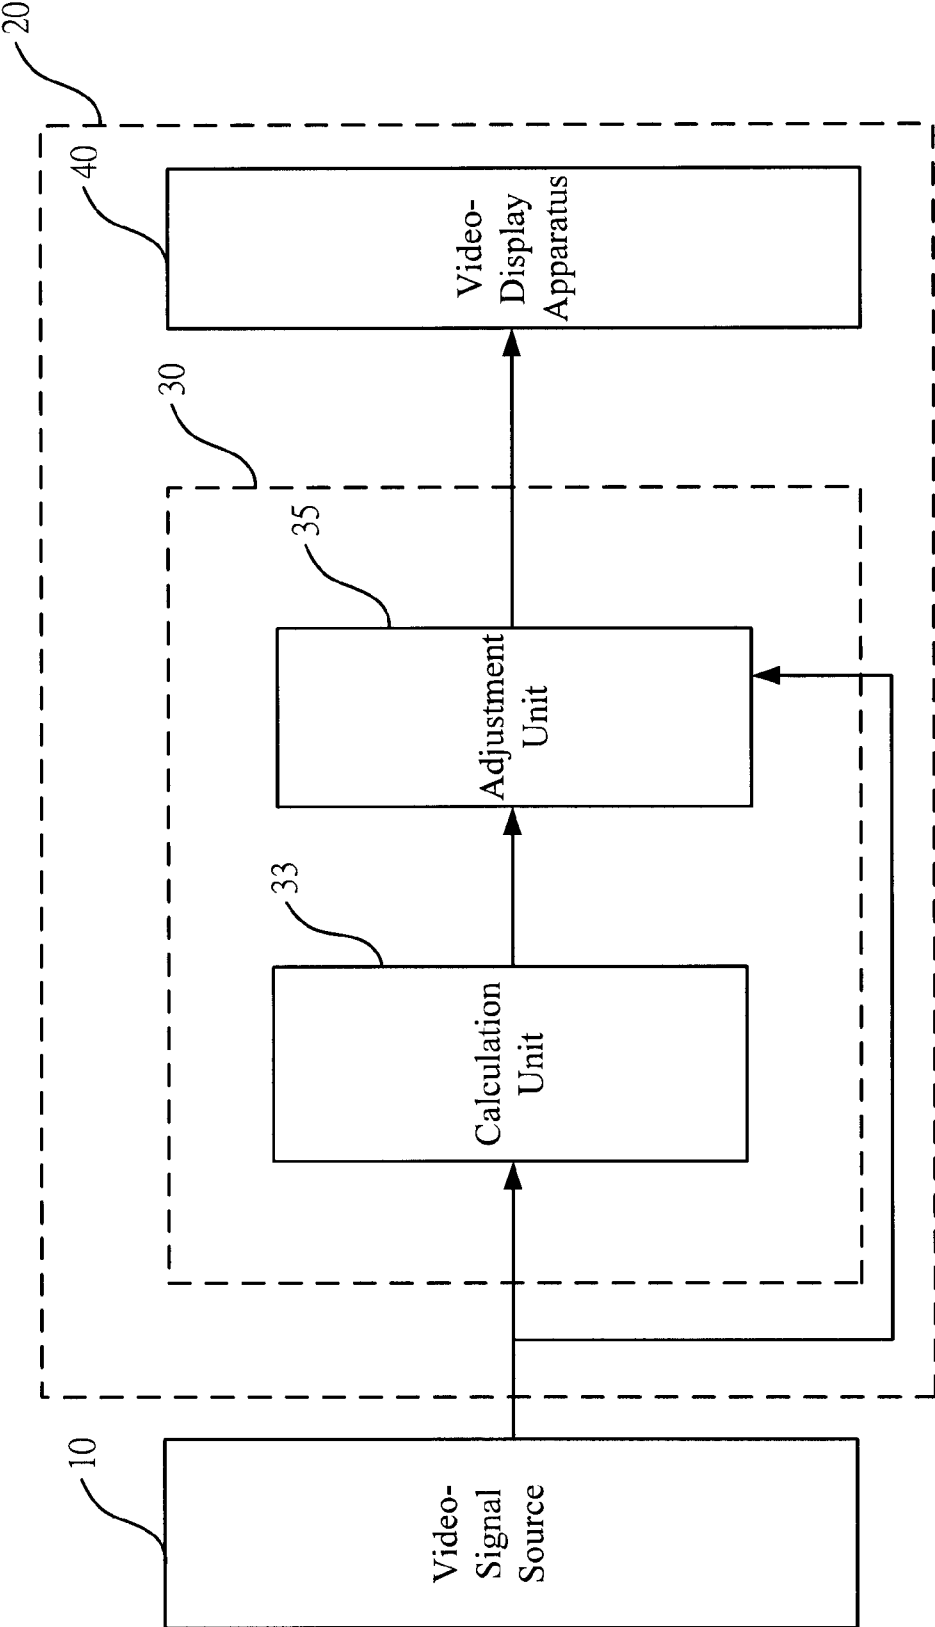 20
10
Video-
Signal
Source
30
33
Calculation
Unit
35
Adjustment
Unit
40
Video-
Display
Apparatus